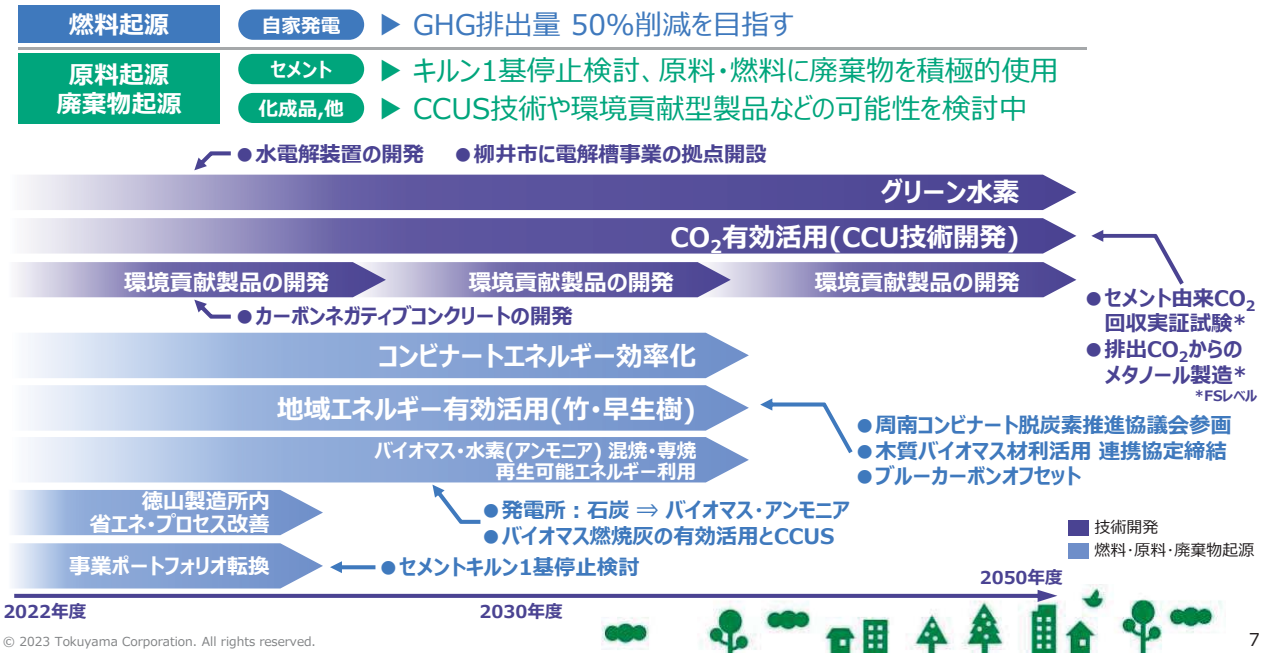 燃料起源 自家発電 ▶ GHG排出量 50%削減を目指す
原料起源
廃棄物起源
セメント ▶ キルン1基停止検討、原料・燃料に廃棄物を積極的使用
化成品,他 ▶ CCUS技術や環境貢献型製品などの可能性を検討中
●水電解装置の開発 ●柳井市に電解槽事業の拠点開設
グリーン水素
CO₂有効活用(CCU技術開発)
環境貢献製品の開発 環境貢献製品の開発 環境貢献製品の開発
●カーボンネガティブコンクリートの開発
●セメント由来CO₂
回収実証試験*
●排出CO₂からの
メタノール製造*
*FSレベル
コンビナートエネルギー効率化
地域エネルギー有効活用(竹・早生樹)
●周南コンビナート脱炭素推進協議会参画
●木質バイオマス材利活用 連携協定締結
●ブルーカーボンオフセット
バイオマス・水素(アンモニア) 混焼・専焼
再生可能エネルギー利用
●発電所：石炭 ⇒ バイオマス・アンモニア
●バイオマス燃焼灰の有効活用とCCUS
徳山製造所内
省エネ・プロセス改善
事業ポートフォリオ転換
●セメントキルン1基停止検討
技術開発
燃料・原料・廃棄物起源
2022年度 2030年度 2050年度
© 2023 Tokuyama Corporation. All rights reserved.
7